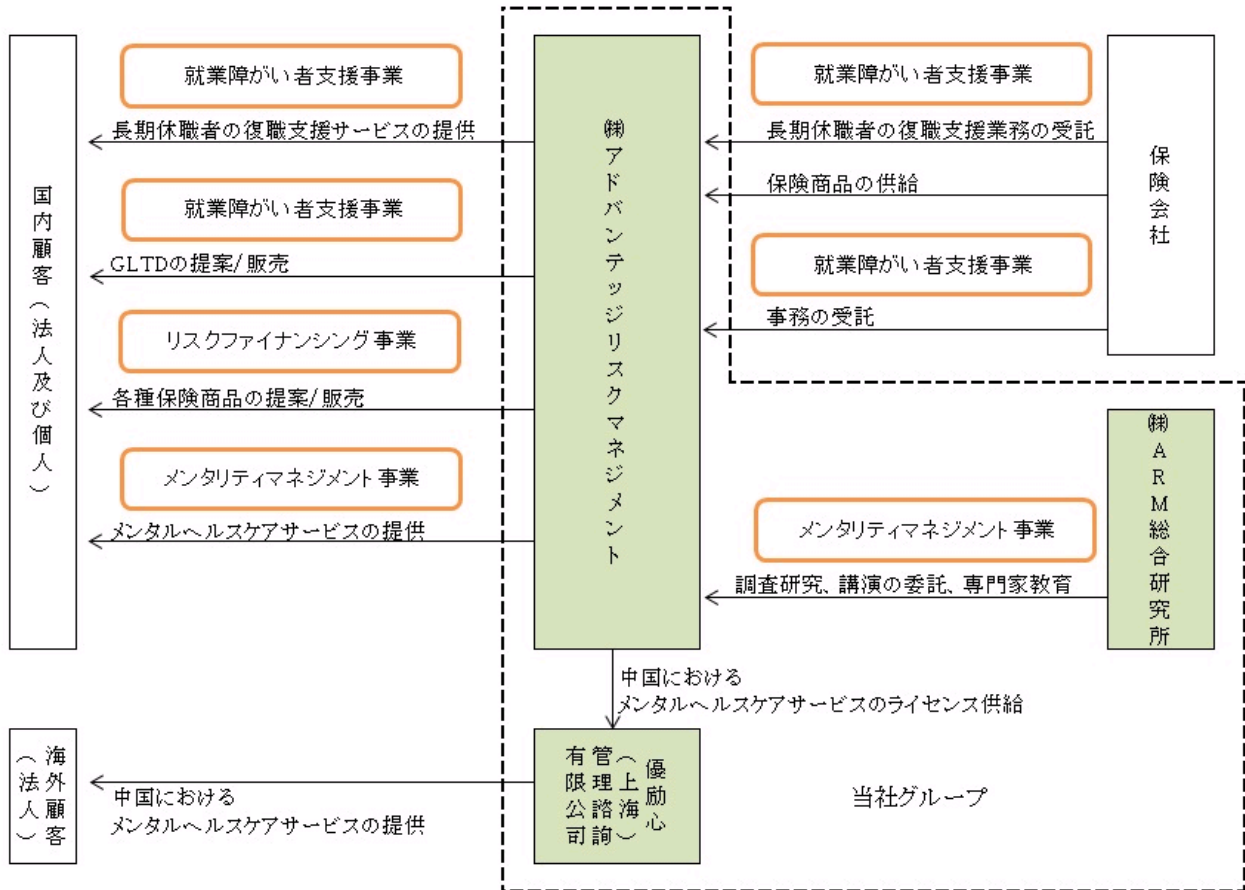 国内顧客（法人及び個人）
就業障がい者支援事業
長期休職者の復職支援サービスの提供
就業障がい者支援事業
GLTDの提案/販売
リスクファイナンシング事業
各種保険商品の提案/販売
メンタリティマネジメント事業
メンタルヘルスケアサービスの提供
㈱アドバンテッジリスクマネジメント
就業障がい者支援事業
長期休職者の復職支援業務の受託
保険商品の供給
就業障がい者支援事業
事務の受託
保険会社
メンタリティマネジメント事業
調査研究、講演の委託、専門家教育
㈱ARM総合研究所
中国における
メンタルヘルスケアサービスのライセンス供給
海外顧客
（法人）
中国における
メンタルヘルスケアサービスの提供
優励心
（上海）
管理諮詢
有限公司
当社グループ